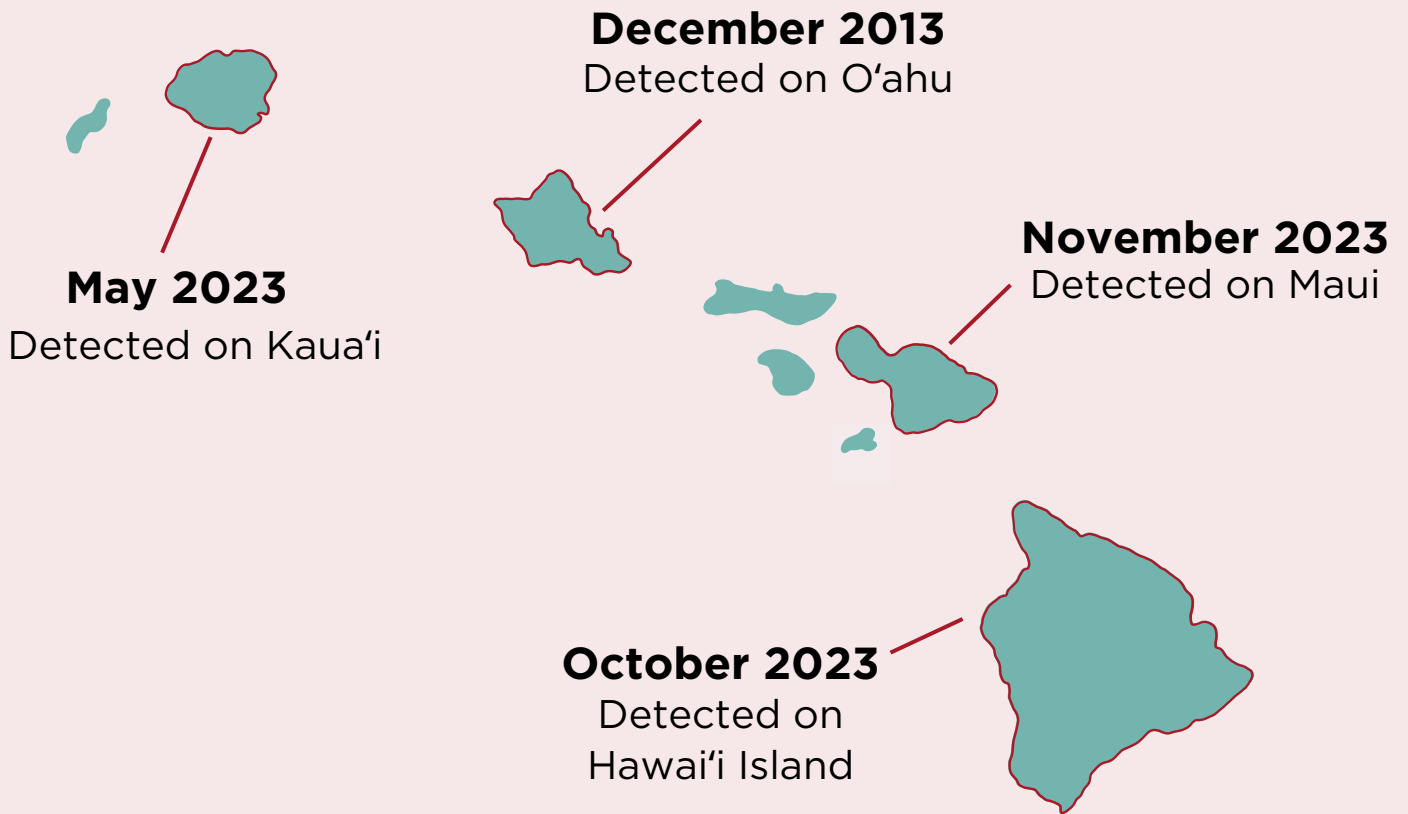 December 2013
Detected on Oʻahu
November 2023
Detected on Maui
May 2023
Detected on Kauaʻi
October 2023
Detected on
Hawaiʻi Island